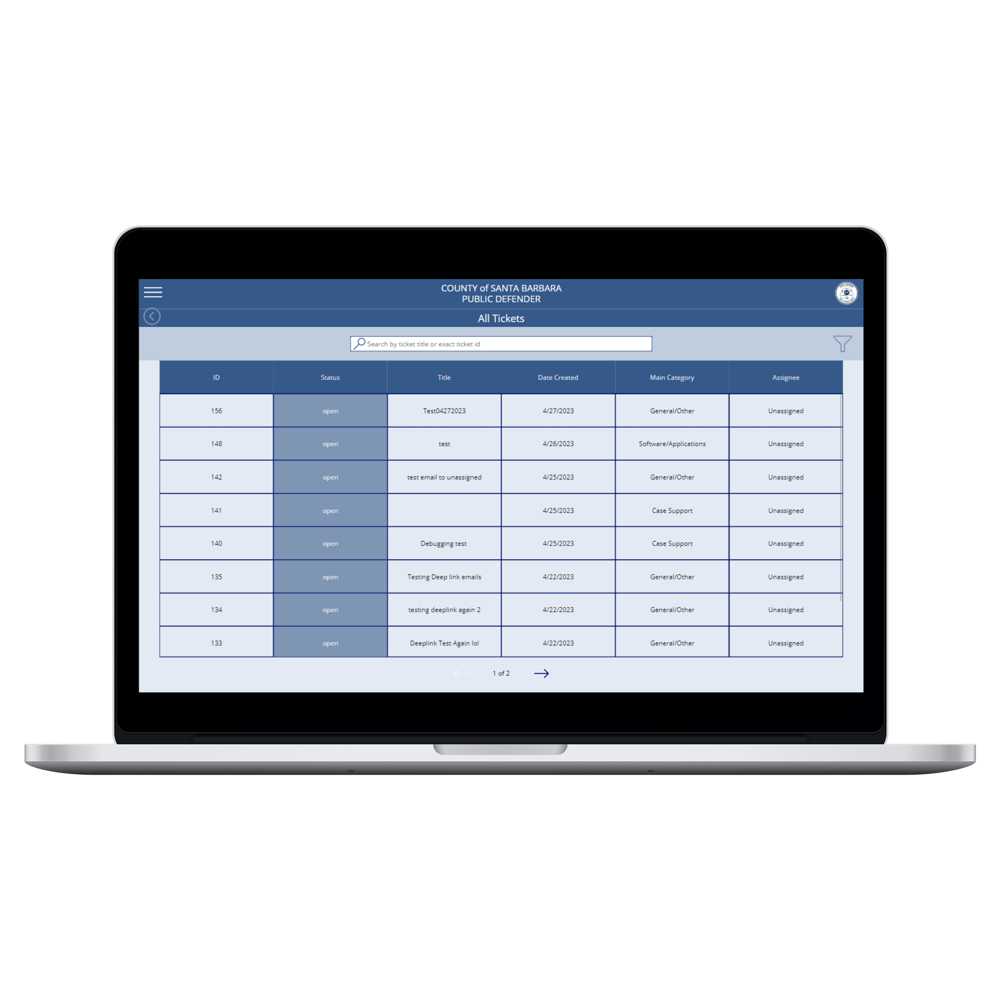 COUNTY of SANTA BARBARA
PUBLIC DEFENDER
All Tickets
Search by ticket title or exact ticket id
ID Status Title Date Created Main Category Assignee
156 open Test04272023 4/27/2023 General/Other Unassigned
148 open test 4/26/2023 Software/Applications Unassigned
142 open test email to unassigned 4/25/2023 General/Other Unassigned
141 open 4/25/2023 Case Support Unassigned
140 open Debugging test 4/25/2023 Case Support Unassigned
135 open Testing Deep link emails 4/22/2023 General/Other Unassigned
134 open testing deeplink again 2 4/22/2023 General/Other Unassigned
133 open Deeplink Test Again lol 4/22/2023 General/Other Unassigned
1 of 2